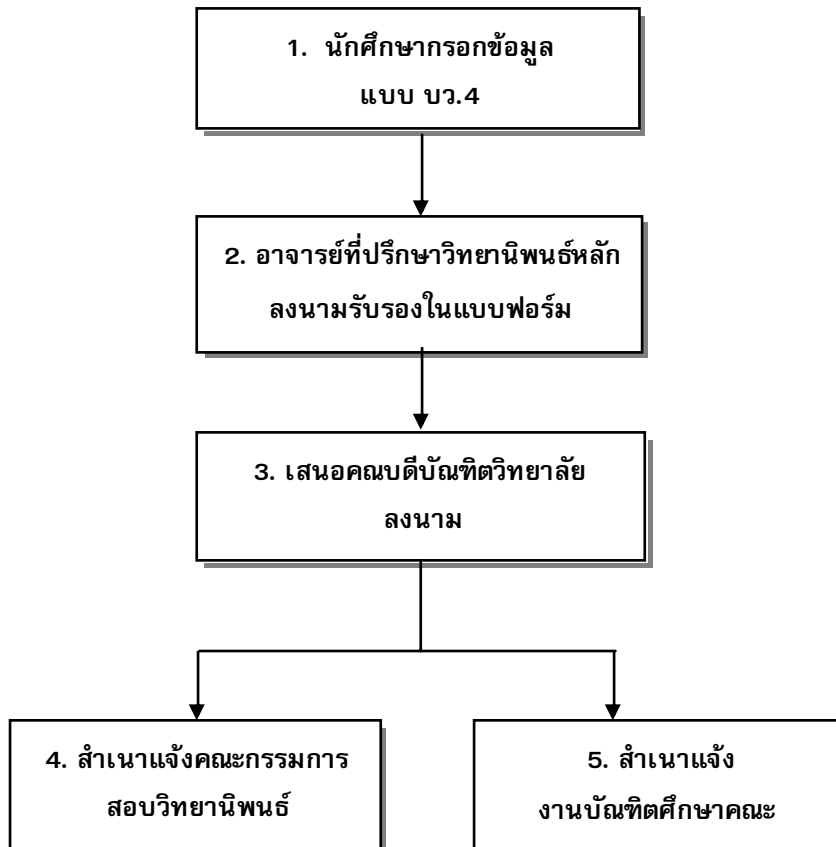 1. นักศึกษากรอกข้อมูล
แบบ บว.4
2. อาจารย์ที่ปรึกษาวิทยานิพนธ์หลัก
ลงนามรับรองในแบบฟอร์ม
3. เสนอคณบดีบัณฑิตวิทยาลัย
ลงนาม
4. สำเนาแจ้งคณะกรรมการ
สอบวิทยานิพนธ์
5. สำเนาแจ้ง
งานบัณฑิตศึกษาคณะ